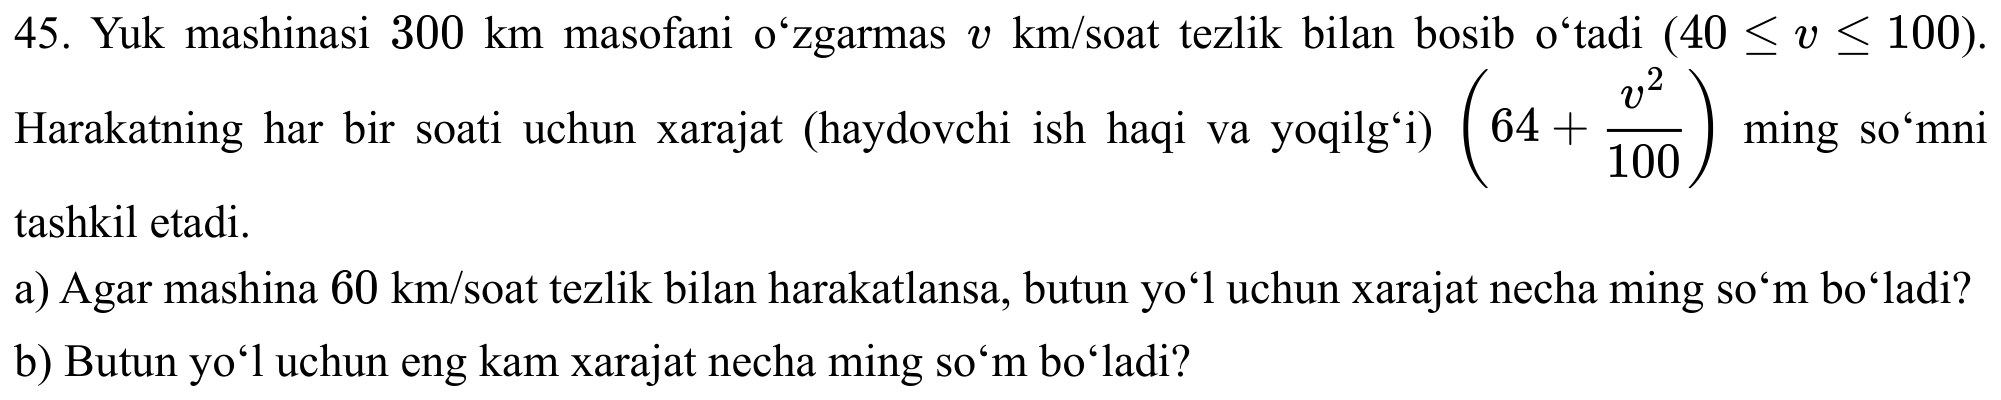 45. Yuk mashinasi 300 km masofani o‘zgarmas v km/soat tezlik bilan bosib o‘tadi (40 ≤ v ≤ 100).
Harakatning har bir soati uchun xarajat (haydovchi ish haqi va yoqilg‘i) (64 + v²/100) ming so‘mni
tashkil etadi.
a) Agar mashina 60 km/soat tezlik bilan harakatlansa, butun yo‘l uchun xarajat necha ming so‘m bo‘ladi?
b) Butun yo‘l uchun eng kam xarajat necha ming so‘m bo‘ladi?